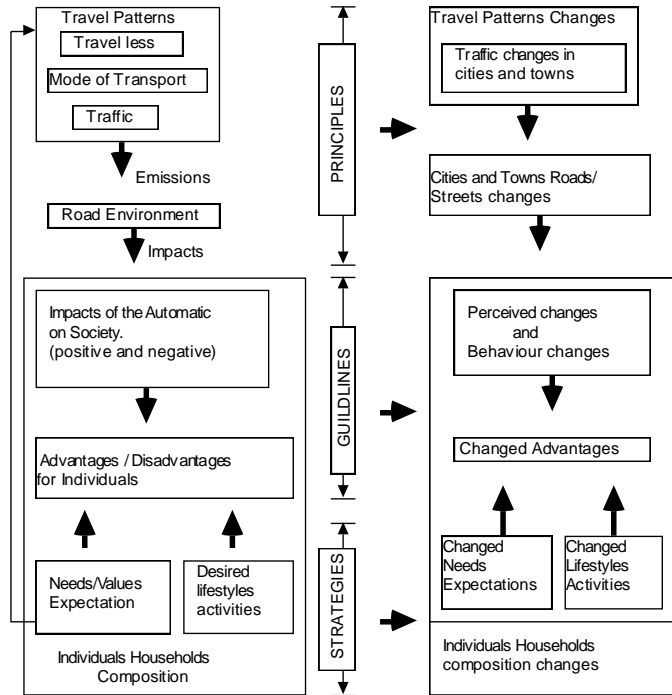 Travel Patterns
Travel less
Mode of Transport
Traffic
Emissions
Road Environment
Impacts
Impacts of the Automatic
on Society.
(positive and negative)
Advantages / Disadvantages
for Individuals
Needs/Values
Expectation
Desired
lifestyles
activities
Individuals Households
Composition
PRINCIPLES
GUILDLINES
STRATEGIES
Travel Patterns Changes
Traffic changes in
cities and towns
Cities and Towns Roads/
Streets changes
Perceived changes
and
Behaviour changes
Changed Advantages
Changed
Needs
Expectations
Changed
Lifestyles
Activities
Individuals Households
composition changes